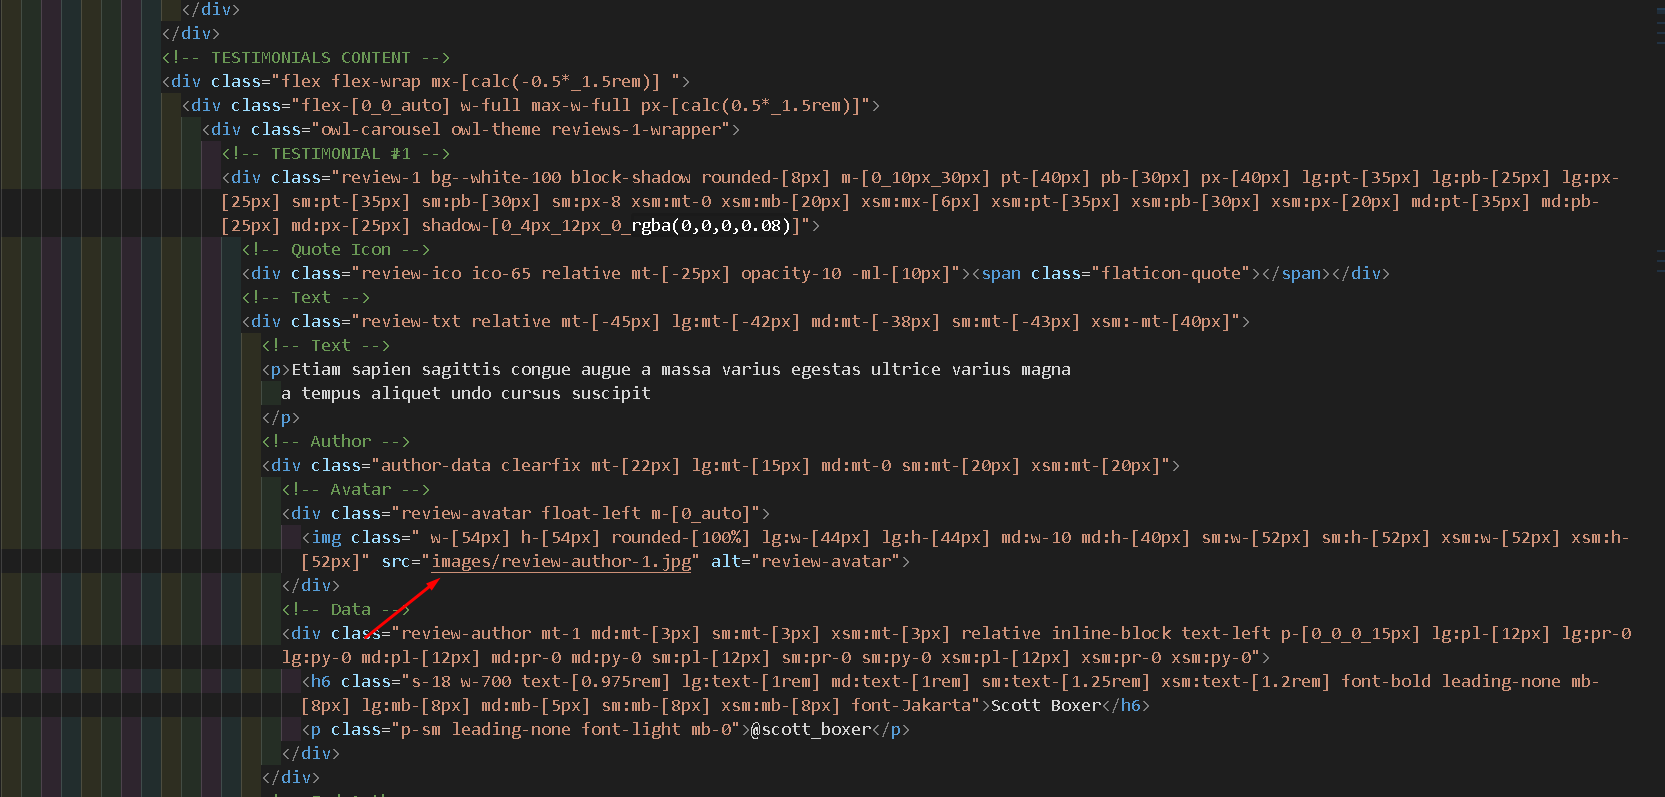 </div>
</div>
<!-- TESTIMONIALS CONTENT -->
<div class="flex flex-wrap mx-[calc(-0.5*_1.5rem)] ">
<div class="flex-[0_0_auto] w-full max-w-full px-[calc(0.5*_1.5rem)]">
<div class="owl-carousel owl-theme reviews-1-wrapper">
<!-- TESTIMONIAL #1 -->
<div class="review-1 bg--white-100 block-shadow rounded-[8px] m-[0_10px_30px] pt-[40px] pb-[30px] px-[40px] lg:pt-[35px] lg:pb-[25px] lg:px-
[25px] sm:pt-[35px] sm:pb-[30px] sm:px-8 xsm:mt-0 xsm:mb-[20px] xsm:mx-[6px] xsm:pt-[35px] xsm:pb-[30px] xsm:px-[20px] md:pt-[35px] md:pb-
[25px] md:px-[25px] shadow-[0_4px_12px_0_rgba(0,0,0,0.08)]">
<!-- Quote Icon -->
<div class="review-ico ico-65 relative mt-[-25px] opacity-10 -ml-[10px]"><span class="flaticon-quote"></span></div>
<!-- Text -->
<div class="review-txt relative mt-[-45px] lg:mt-[-42px] md:mt-[-38px] sm:mt-[-43px] xsm:-mt-[40px]">
<!-- Text -->
<p>Etiam sapien sagittis congue augue a massa varius egestas ultrice varius magna
a tempus aliquet undo cursus suscipit
</p>
<!-- Author -->
<div class="author-data clearfix mt-[22px] lg:mt-[15px] md:mt-0 sm:mt-[20px] xsm:mt-[20px]">
<!-- Avatar -->
<div class="review-avatar float-left m-[0_auto]">
<img class=" w-[54px] h-[54px] rounded-[100%] lg:w-[44px] lg:h-[44px] md:w-10 md:h-[40px] sm:w-[52px] sm:h-[52px] xsm:w-[52px] xsm:h-
[52px]" src="images/review-author-1.jpg" alt="review-avatar">
</div>
<!-- Data -->
<div class="review-author mt-1 md:mt-[3px] sm:mt-[3px] xsm:mt-[3px] relative inline-block text-left p-[0_0_0_15px] lg:pl-[12px] lg:pr-0
lg:py-0 md:pl-[12px] md:pr-0 md:py-0 sm:pl-[12px] sm:pr-0 sm:py-0 xsm:pl-[12px] xsm:pr-0 xsm:py-0">
<h6 class="s-18 w-700 text-[0.975rem] lg:text-[1rem] md:text-[1rem] sm:text-[1.25rem] xsm:text-[1.2rem] font-bold leading-none mb-
[8px] lg:mb-[8px] md:mb-[5px] sm:mb-[8px] xsm:mb-[8px] font-Jakarta">Scott Boxer</h6>
<p class="p-sm leading-none font-light mb-0">@scott_boxer</p>
</div>
</div>